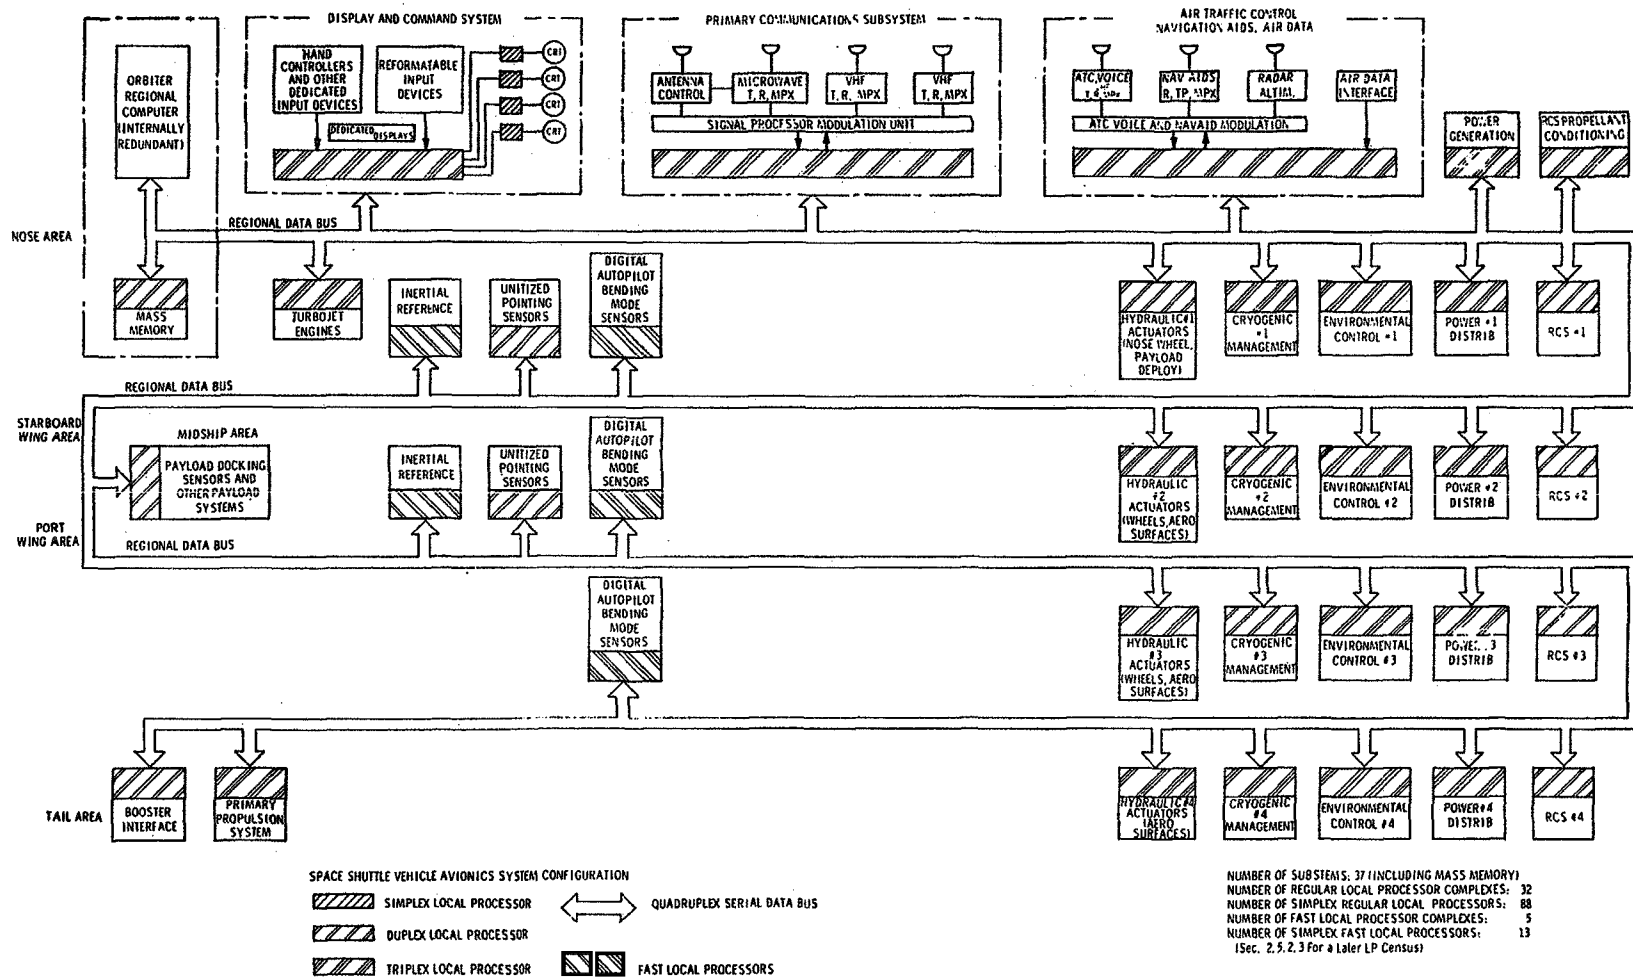 DISPLAY AND COMMAND SYSTEM
PRIMARY COMMUNICATIONS SUBSYSTEM
AIR TRAFFIC CONTROL
NAVIGATION AIDS, AIR DATA
ORBITER
REGIONAL
COMPUTER
(INTERNALLY
REDUNDANT)
HAND
CONTROLLERS
AND OTHER
DEDICATED
INPUT DEVICES
REFORMATABLE
INPUT
DEVICES
CRT
CRT
CRT
CRT
DEDICATED DISPLAYS
ANTENNA
CONTROL
MICROWAVE
T, R, MPX
VHF
T, R, MPX
VHF
T, R, MPX
SIGNAL PROCESSOR MODULATION UNIT
ATC, VOICE
T, R, MPX
NAV AIDS
R, TP, MPX
RADAR
ALTIM.
AIR DATA
INTERFACE
ATC VOICE AND NAVAID MODULATION
POWER
GENERATION
RCS PROPELLANT
CONDITIONING
REGIONAL DATA BUS
NOSE AREA
MASS
MEMORY
TURBOJET
ENGINES
INERTIAL
REFERENCE
UNITIZED
POINTING
SENSORS
DIGITAL
AUTOPILOT
BENDING
MODE
SENSORS
HYDRAULIC #1
ACTUATORS
(NOSE WHEEL,
PAYLOAD
DEPLOY)
CRYOGENIC
#1
MANAGEMENT
ENVIRONMENTAL
CONTROL #1
POWER #1
DISTRIB
RCS #1
REGIONAL DATA BUS
STARBOARD
WING AREA
MIDSHIP AREA
PAYLOAD DOCKING
SENSORS AND
OTHER PAYLOAD
SYSTEMS
INERTIAL
REFERENCE
UNITIZED
POINTING
SENSORS
DIGITAL
AUTOPILOT
BENDING
MODE
SENSORS
HYDRAULIC
#2
ACTUATORS
(WHEELS, AERO
SURFACES)
CRYOGENIC
#2
MANAGEMENT
ENVIRONMENTAL
CONTROL #2
POWER #2
DISTRIB
RCS #2
PORT
WING AREA
REGIONAL DATA BUS
DIGITAL
AUTOPILOT
BENDING
MODE
SENSORS
HYDRAULIC
#3
ACTUATORS
(WHEELS, AERO
SURFACES)
CRYOGENIC
#3
MANAGEMENT
ENVIRONMENTAL
CONTROL #3
POWER 3
DISTRIB
RCS #3
TAIL AREA
BOOSTER
INTERFACE
PRIMARY
PROPULSION
SYSTEM
HYDRAULIC #4
ACTUATORS
(AERO
SURFACES)
CRYOGENIC
#4
MANAGEMENT
ENVIRONMENTAL
CONTROL #4
POWER #4
DISTRIB
RCS #4
SPACE SHUTTLE VEHICLE AVIONICS SYSTEM CONFIGURATION
SIMPLEX LOCAL PROCESSOR
QUADRUPLEX SERIAL DATA BUS
DUPLEX LOCAL PROCESSOR
TRIPLEX LOCAL PROCESSOR
FAST LOCAL PROCESSORS
NUMBER OF SUBSTEMS: 37 (INCLUDING MASS MEMORY)
NUMBER OF REGULAR LOCAL PROCESSOR COMPLEXES: 32
NUMBER OF SIMPLEX REGULAR LOCAL PROCESSORS: 88
NUMBER OF FAST LOCAL PROCESSOR COMPLEXES: 5
NUMBER OF SIMPLEX FAST LOCAL PROCESSORS: 13
(Sec. 2.5.2.3 For a Later LP Census)